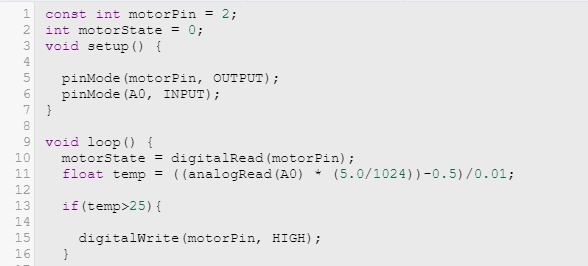 1 const int motorPin = 2;
2 int motorState = 0;
3 void setup() {
4
5 pinMode(motorPin, OUTPUT);
6 pinMode(A0, INPUT);
7 }
8
9 void loop() {
10 motorState = digitalRead(motorPin);
11 float temp = ((analogRead(A0) * (5.0/1024))-0.5)/0.01;
12
13 if(temp>25){
14
15 digitalWrite(motorPin, HIGH);
16 }